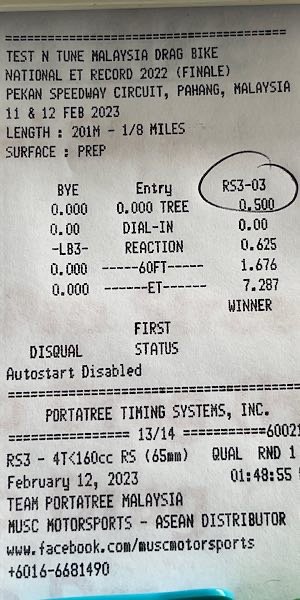 TEST N TUNE MALAYSIA DRAG BIKE
NATIONAL ET RECORD 2022 (FINALE)
PEKAN SPEEDWAY CIRCUIT, PAHANG, MALAYSIA
11 & 12 FEB 2023
LENGTH : 201M - 1/8 MILES
SURFACE : PREP
BYE Entry RS3-03
0.000 0.000 TREE 0.500
0.00 DIAL-IN 0.00
-LB3- REACTION 0.625
0.000 -----60FT----- 1.676
0.000 ------ET------ 7.287
WINNER
FIRST
DISQUAL STATUS
Autostart Disabled
PORTATREE TIMING SYSTEMS, INC.
================ 13/14 ===========60021
RS3 - 4T<160cc RS (65mm) QUAL RND 1
February 12, 2023 01:48:55
TEAM PORTATREE MALAYSIA
MUSC MOTORSPORTS - ASEAN DISTRIBUTOR
www.facebook.com/muscmotorsports
+6016-6681490